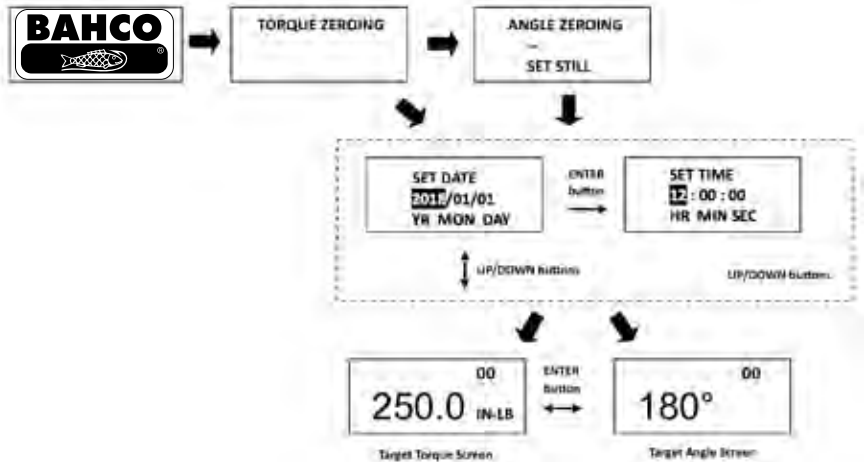 BAHCO
®
TORQUE ZEROING
ANGLE ZEROING
--
SET STILL
SET DATE
2018/01/01
YR MON DAY
ENTER
button
SET TIME
12 : 00 : 00
HR MIN SEC
UP/DOWN buttons
UP/DOWN buttons
00
250.0 IN-LB
ENTER
button
00
180°
Target Torque Screen
Target Angle Screen